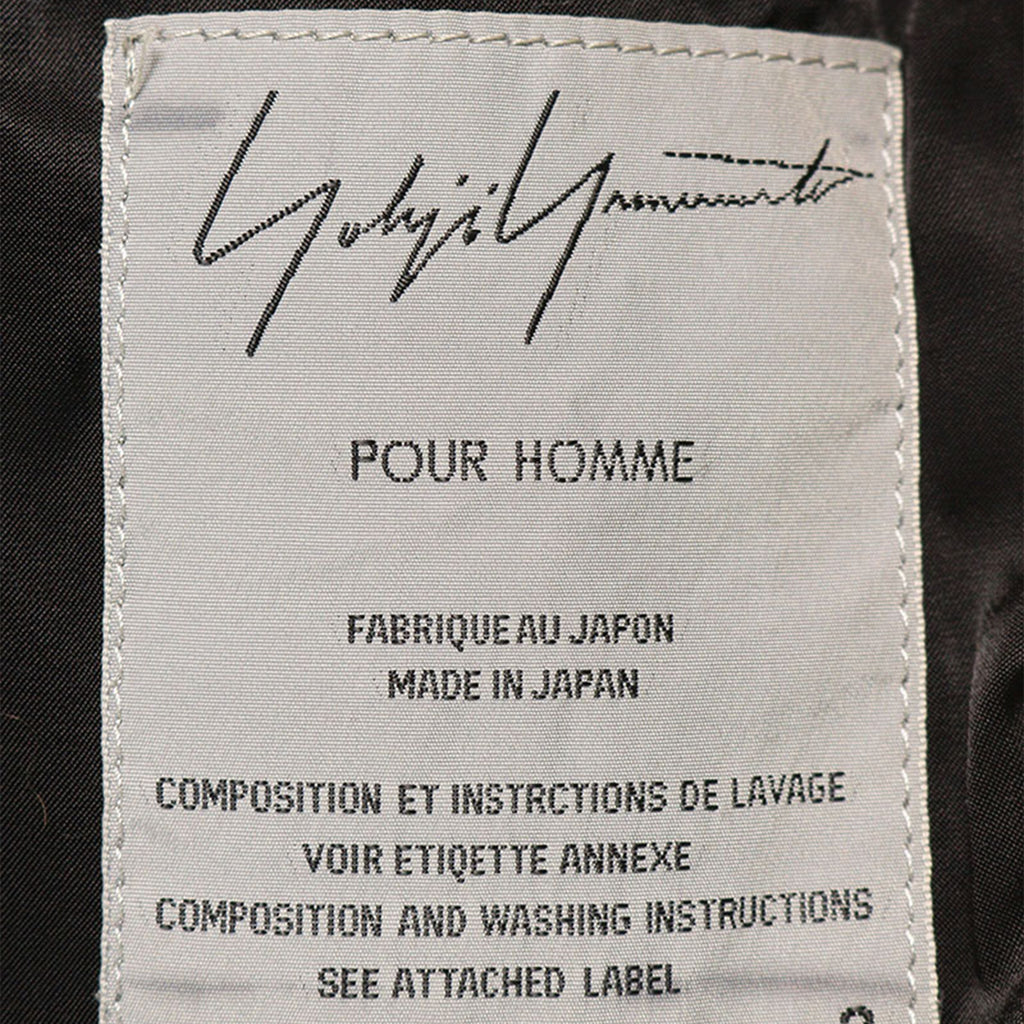 Yohji Yamamoto
POUR HOMME
FABRIQUE AU JAPON
MADE IN JAPAN
COMPOSITION ET INSTRCTIONS DE LAVAGE
VOIR ETIQETTE ANNEXE
COMPOSITION AND WASHING INSTRUCTIONS
SEE ATTACHED LABEL